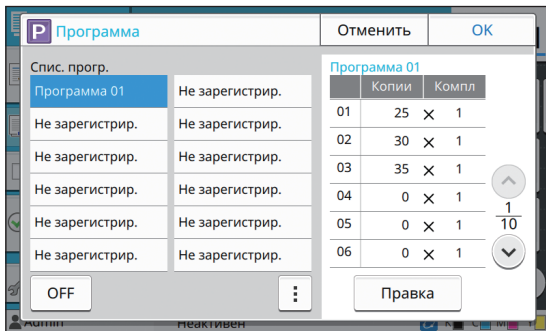 P Программа
Отменить
OK
Спис. прогр.
Программа 01
Программа 01 Не зарегистрир.
Не зарегистрир. Не зарегистрир.
Не зарегистрир. Не зарегистрир.
Не зарегистрир. Не зарегистрир.
Не зарегистрир. Не зарегистрир.
Не зарегистрир. Не зарегистрир.
Копии Компл
01 25 × 1
02 30 × 1
03 35 × 1
04 0 × 1
05 0 × 1
06 0 × 1
1
10
OFF
Правка
Admin
Неактивен
K C M Y